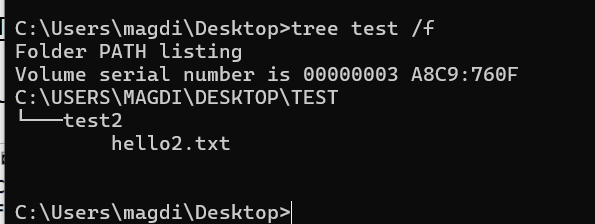 C:\Users\magdi\Desktop>tree test /f
Folder PATH listing
Volume serial number is 00000003 A8C9:760F
C:\USERS\MAGDI\DESKTOP\TEST
└───test2
        hello2.txt
C:\Users\magdi\Desktop>